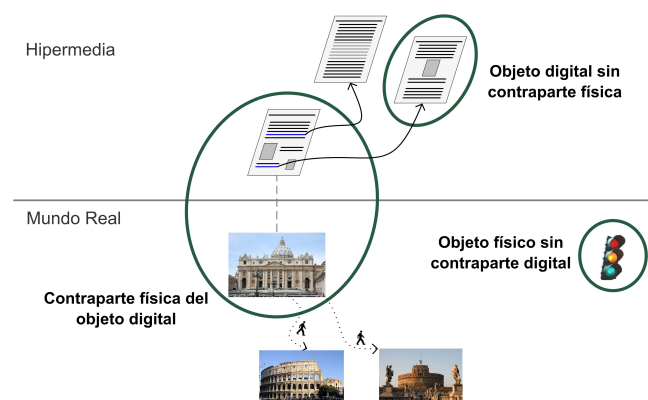 Hipermedia
Objeto digital sin
contraparte física
Mundo Real
Objeto físico sin
contraparte digital
Contraparte física del
objeto digital